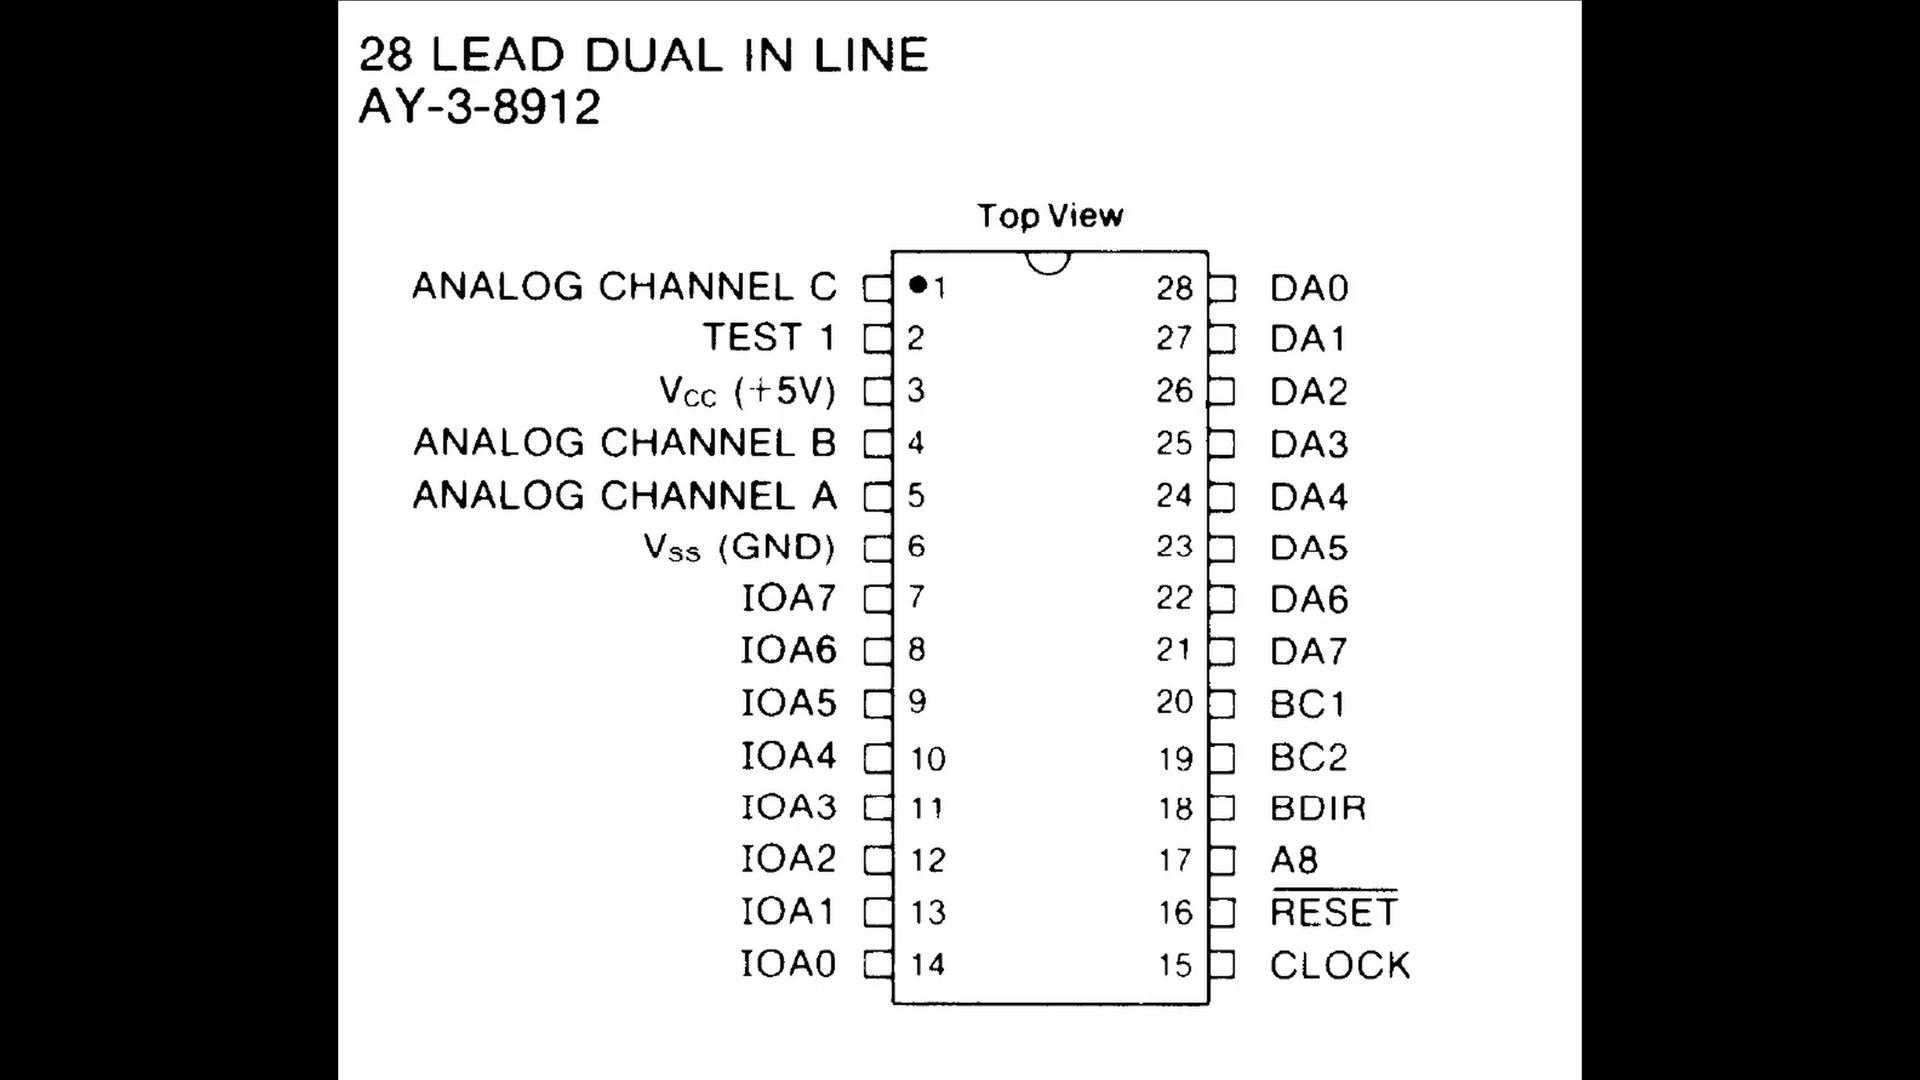 28 LEAD DUAL IN LINE
AY-3-8912
Top View
ANALOG CHANNEL C 1 28 DA0
TEST 1 2 27 DA1
VCC (+5V) 3 26 DA2
ANALOG CHANNEL B 4 25 DA3
ANALOG CHANNEL A 5 24 DA4
VSS (GND) 6 23 DA5
IOA7 7 22 DA6
IOA6 8 21 DA7
IOA5 9 20 BC1
IOA4 10 19 BC2
IOA3 11 18 BDIR
IOA2 12 17 A8
IOA1 13 16 RESET
IOA0 14 15 CLOCK